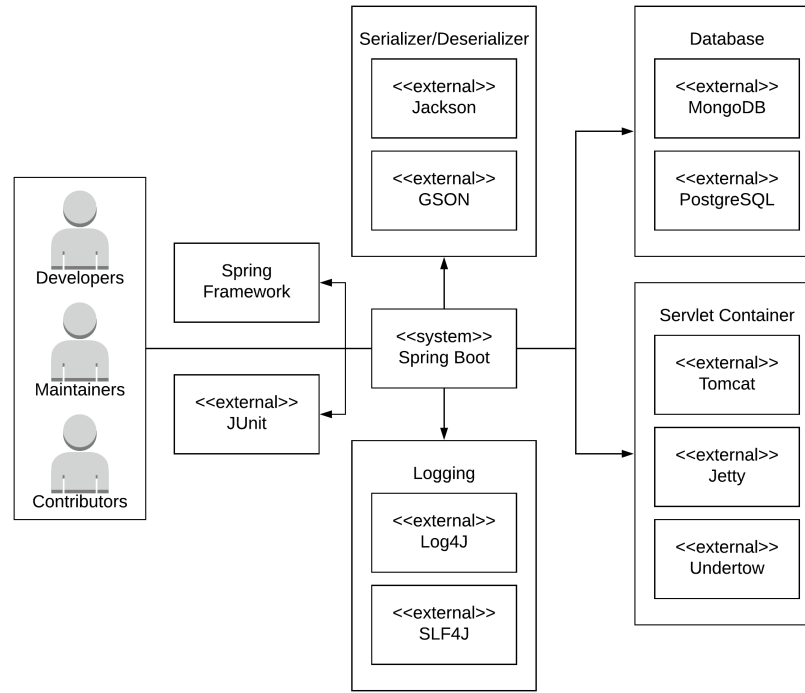 Developers
Maintainers
Contributors
Spring
Framework
<<external>>
JUnit
Serializer/Deserializer
<<external>>
Jackson
<<external>>
GSON
<<system>>
Spring Boot
Logging
<<external>>
Log4J
<<external>>
SLF4J
Database
<<external>>
MongoDB
<<external>>
PostgreSQL
Servlet Container
<<external>>
Tomcat
<<external>>
Jetty
<<external>>
Undertow